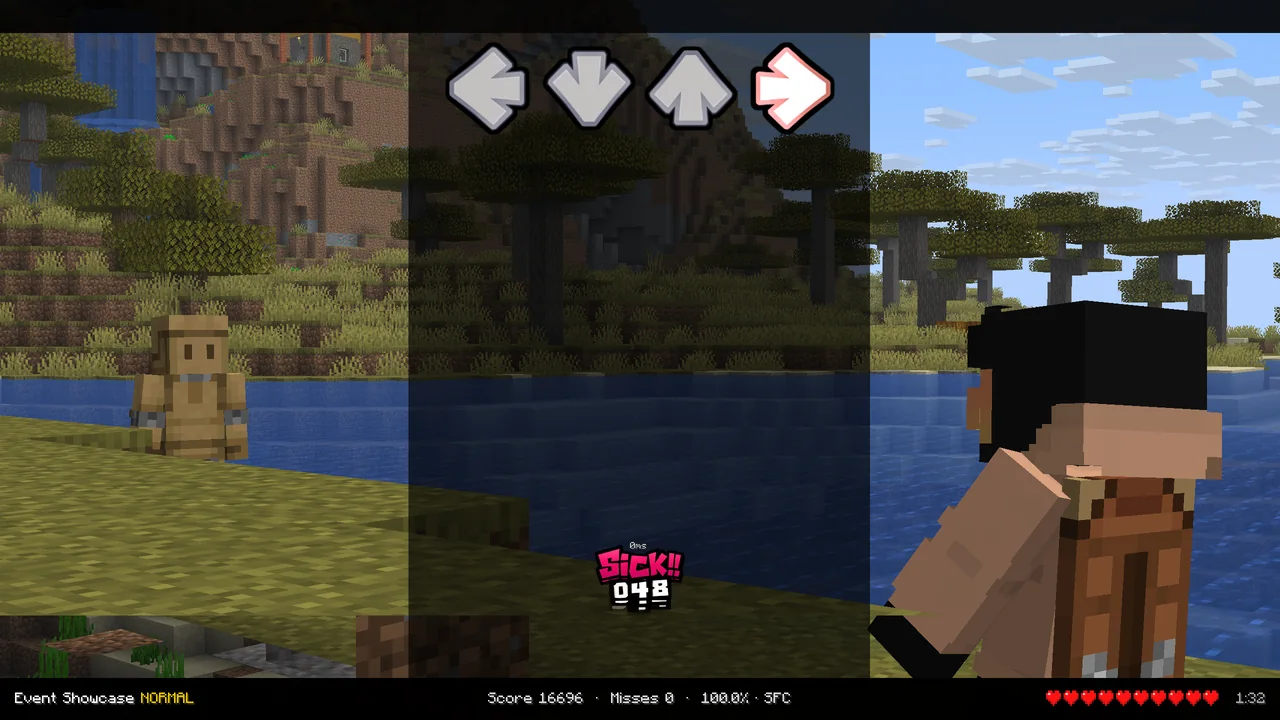 0ms
SiCK!!
048
Event Showcase NORMAL
Score 16696 · Misses 0 · 100.0% · SFC
1:32